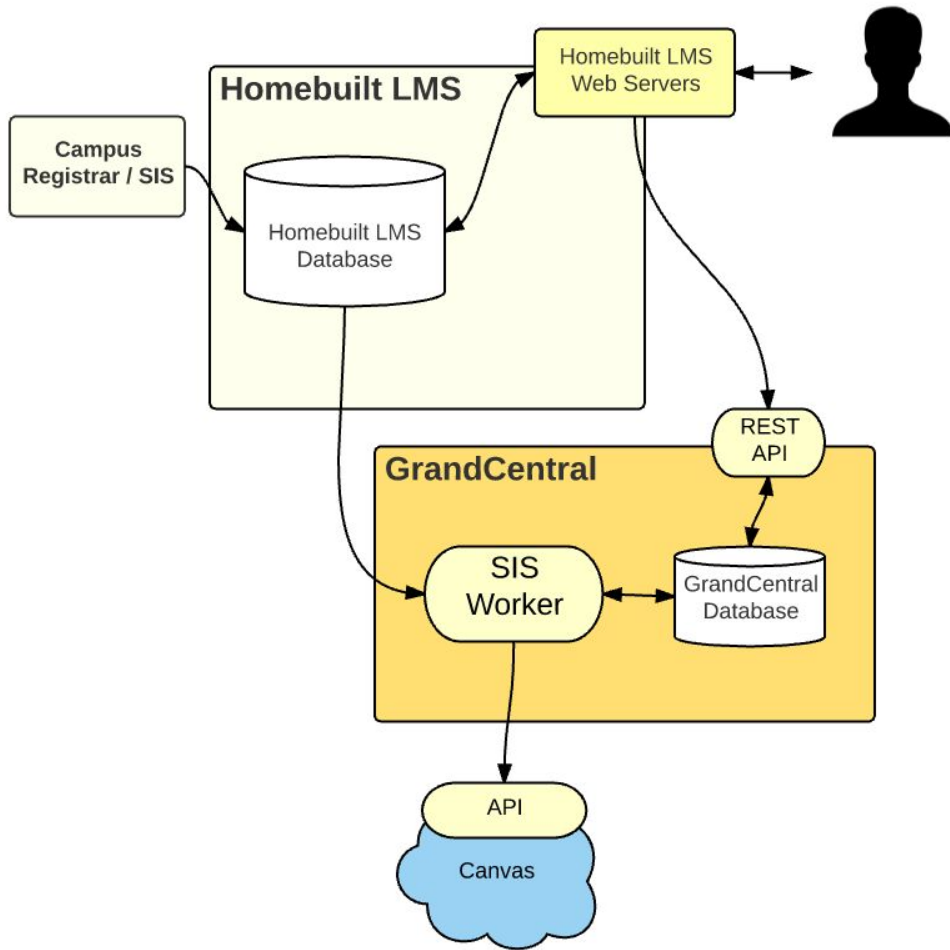 Homebuilt LMS
Web Servers
Homebuilt LMS
Campus
Registrar / SIS
Homebuilt LMS
Database
REST
API
GrandCentral
SIS
Worker
GrandCentral
Database
API
Canvas